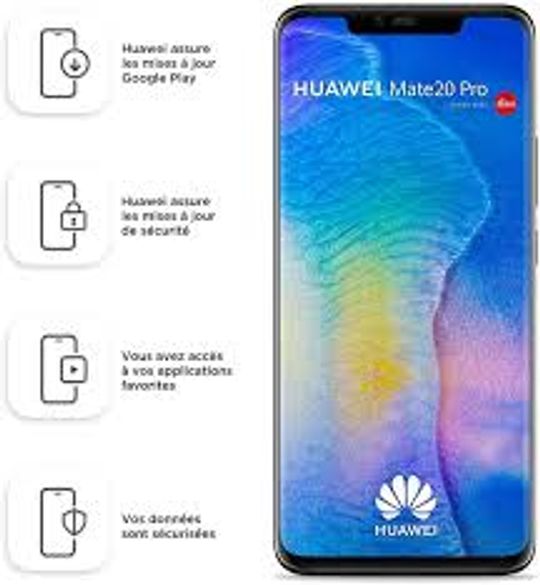 Huawei assure
les mises à jour
Google Play
Huawei assure
les mises à jour
de sécurité
Vous avez accès
à vos applications
favorites
Vos données
sont sécurisées
HUAWEI Mate20 Pro
HUAWEI